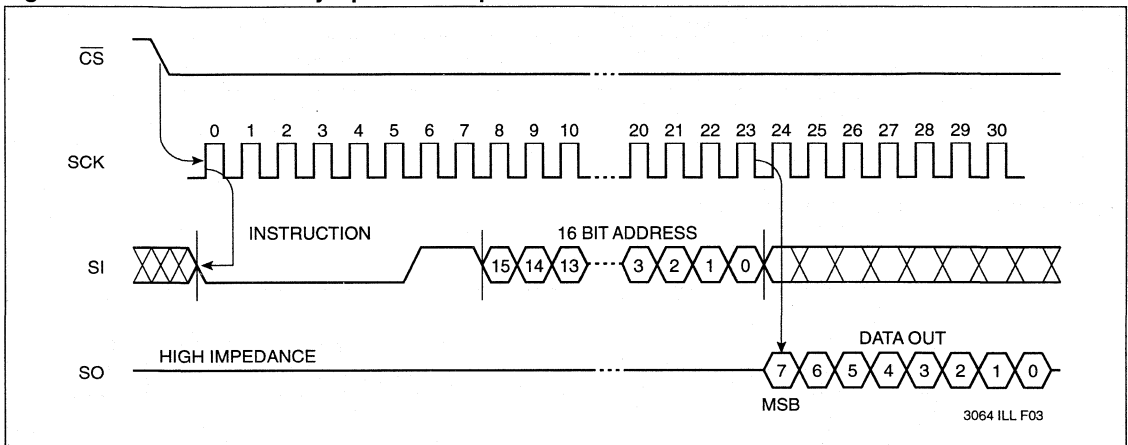 CS
0 1 2 3 4 5 6 7 8 9 10 20 21 22 23 24 25 26 27 28 29 30
SCK
INSTRUCTION 16 BIT ADDRESS
SI 15 14 13 3 2 1 0
HIGH IMPEDANCE DATA OUT
SO 7 6 5 4 3 2 1 0
MSB
3064 ILL F03